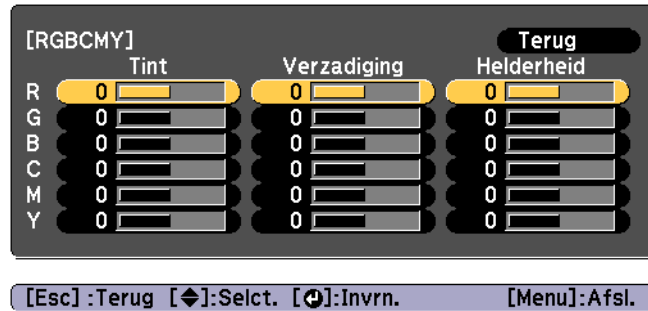 [RGBCMY] Terug
Tint Verzadiging Helderheid
R 0 0 0
G 0 0 0
B 0 0 0
C 0 0 0
M 0 0 0
Y 0 0 0
[Esc] :Terug [◆]:Selct. [↵]:Invrn. [Menu]:Afsl.